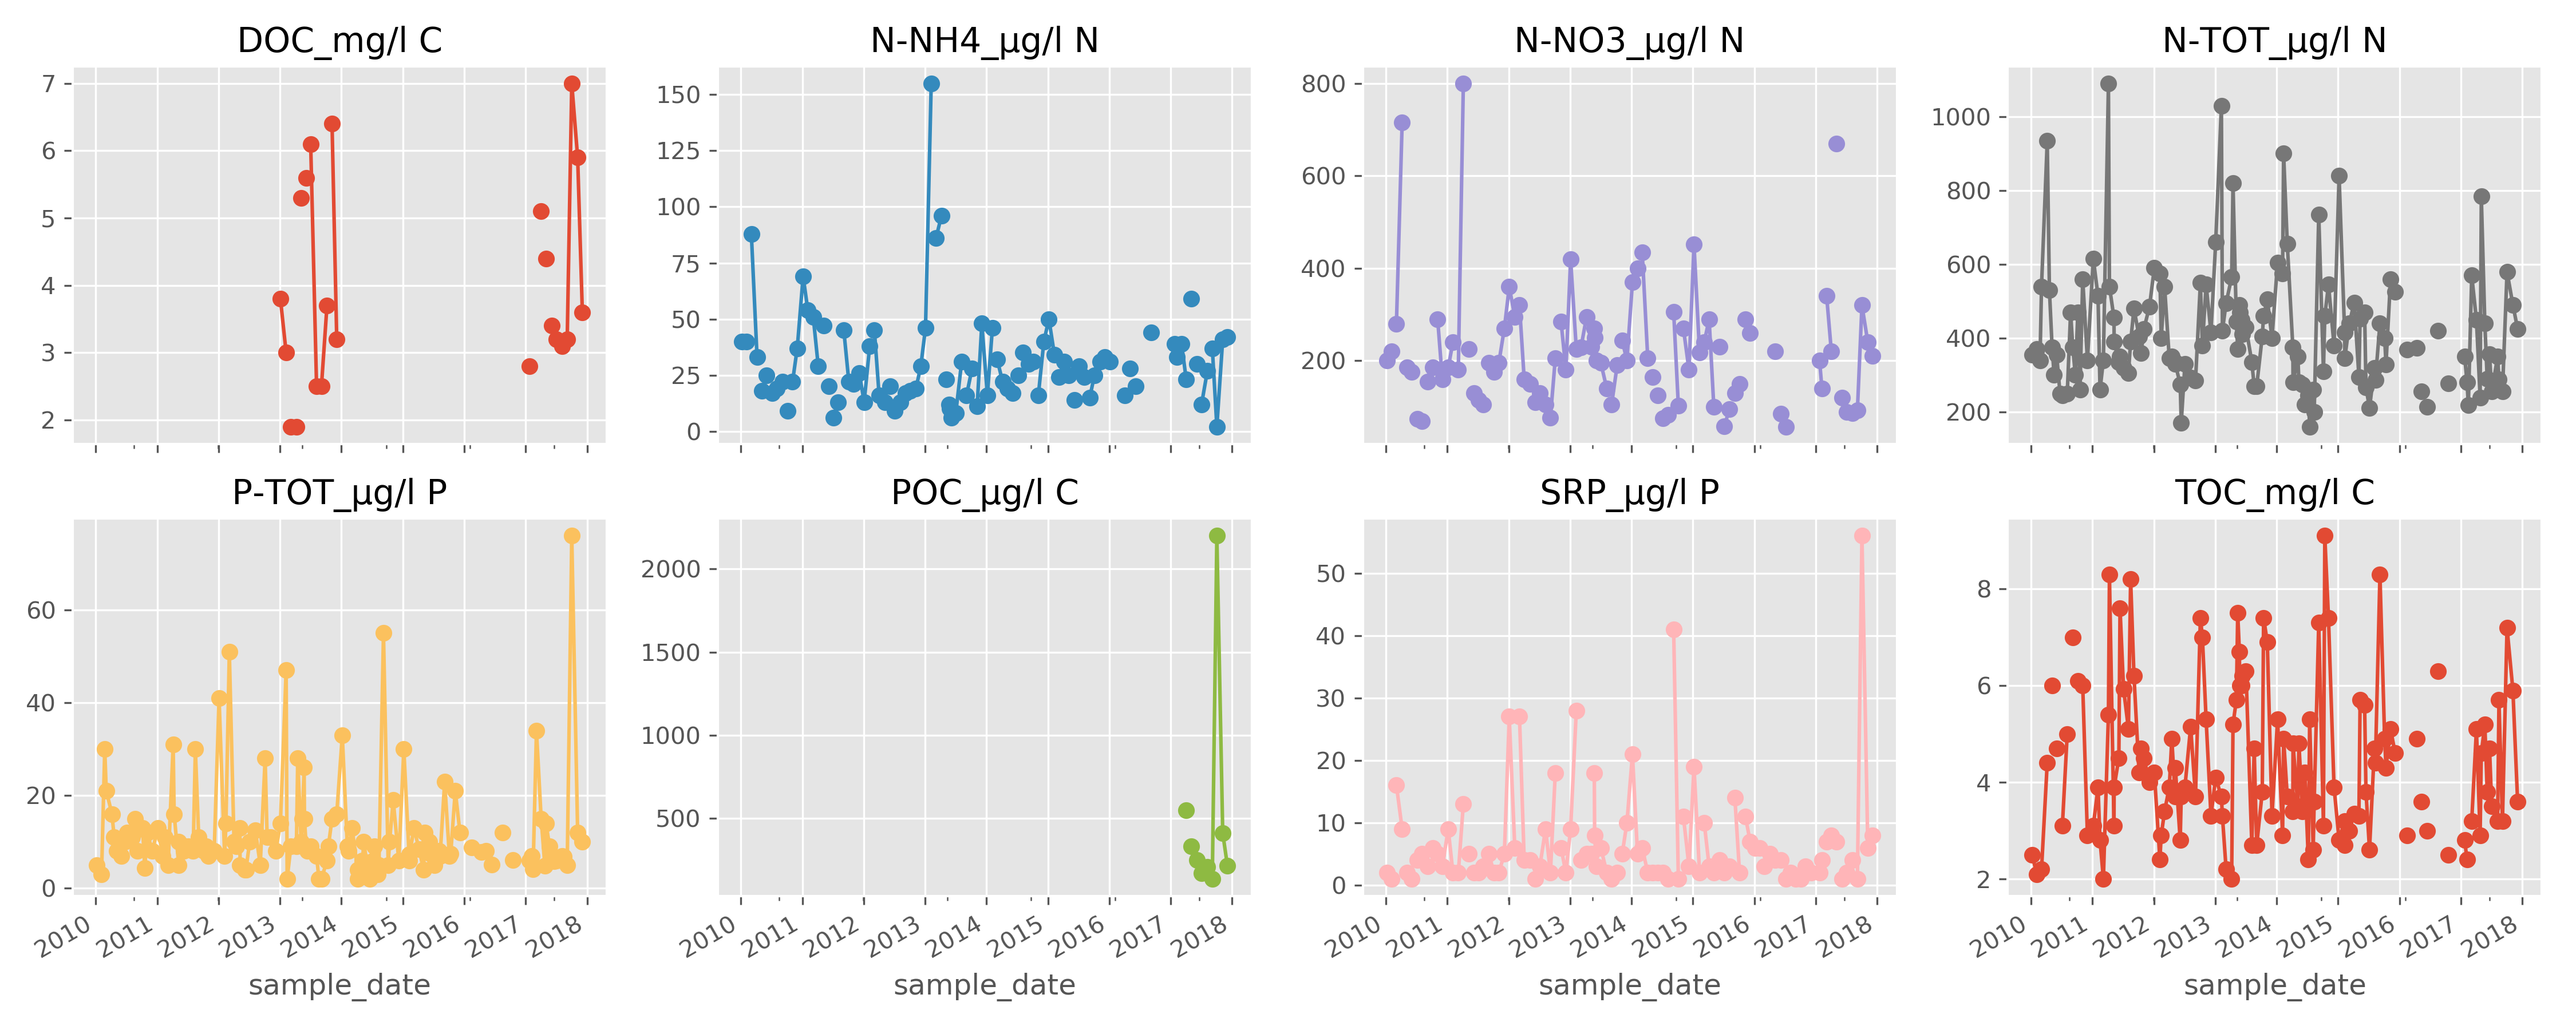 DOC_mg/l C
N-NH4_µg/l N
N-NO3_µg/l N
N-TOT_µg/l N
7
6
5
4
3
2
150
125
100
75
50
25
0
800
600
400
200
1000
800
600
400
200
P-TOT_µg/l P
POC_µg/l C
SRP_µg/l P
TOC_mg/l C
60
40
20
0
2000
1500
1000
500
50
40
30
20
10
0
8
6
4
2
2010 2011 2012 2013 2014 2015 2016 2017 2018
2010 2011 2012 2013 2014 2015 2016 2017 2018
2010 2011 2012 2013 2014 2015 2016 2017 2018
2010 2011 2012 2013 2014 2015 2016 2017 2018
sample_date
sample_date
sample_date
sample_date